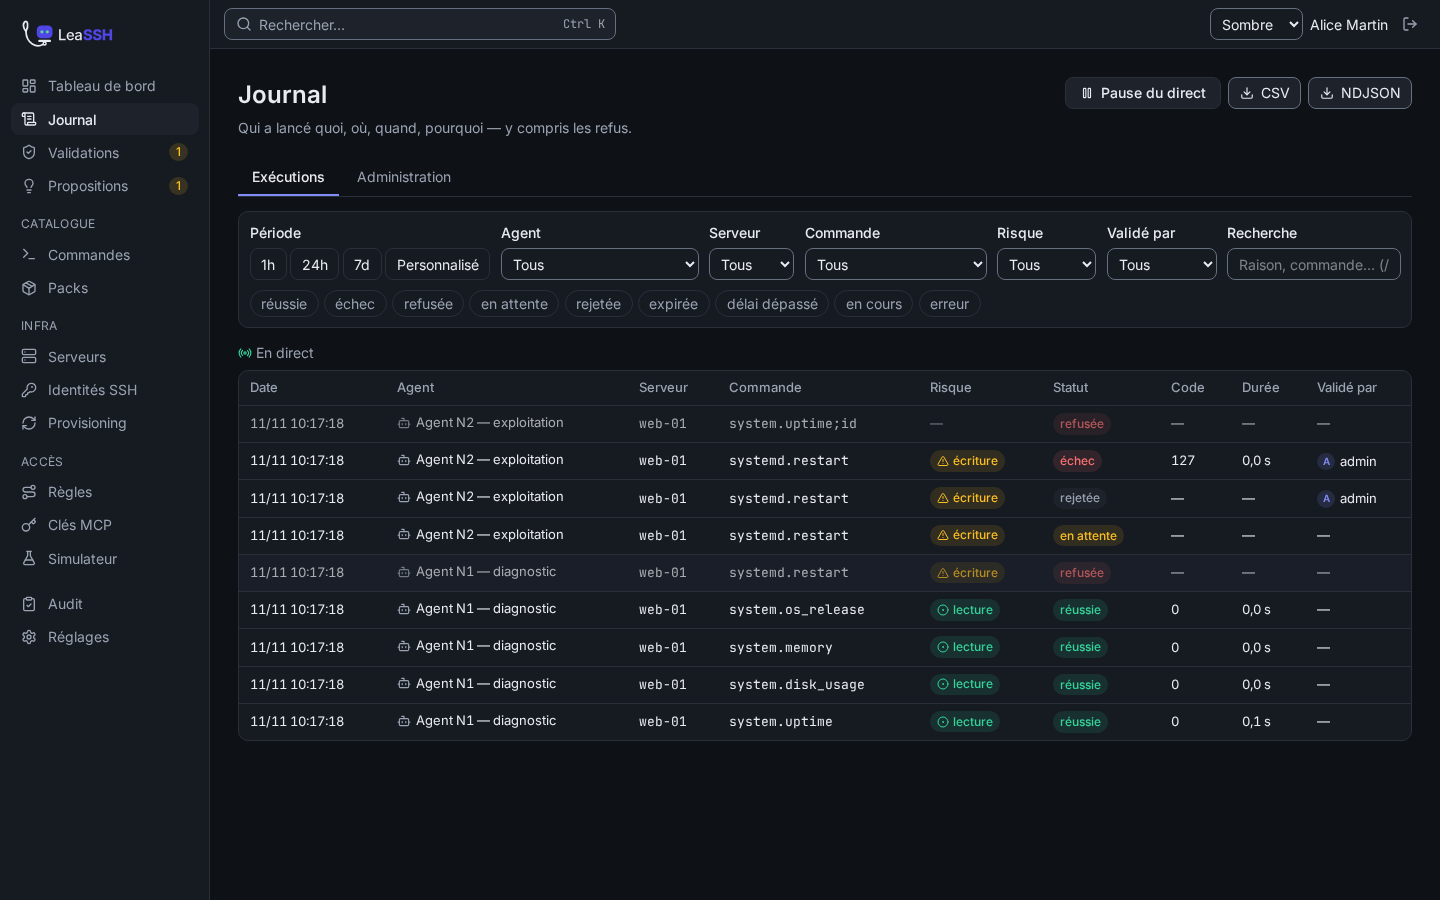 LeaSSH
Rechercher... Ctrl K
Sombre Alice Martin
Tableau de bord
Journal
Validations 1
Propositions 1
CATALOGUE
Commandes
Packs
INFRA
Serveurs
Identités SSH
Provisioning
ACCÈS
Règles
Clés MCP
Simulateur
Audit
Réglages
Journal
Pause du direct CSV NDJSON
Qui a lancé quoi, où, quand, pourquoi — y compris les refus.
Exécutions Administration
Période Agent Serveur Commande Risque Validé par Recherche
1h 24h 7d Personnalisé Tous Tous Tous Tous Tous Raison, commande... (/
réussie échec refusée en attente rejetée expirée délai dépassé en cours erreur
En direct
Date Agent Serveur Commande Risque Statut Code Durée Validé par
11/11 10:17:18 Agent N2 — exploitation web-01 system.uptime;id — refusée — — —
11/11 10:17:18 Agent N2 — exploitation web-01 systemd.restart écriture échec 127 0,0 s A admin
11/11 10:17:18 Agent N2 — exploitation web-01 systemd.restart écriture rejetée — — A admin
11/11 10:17:18 Agent N2 — exploitation web-01 systemd.restart écriture en attente — — —
11/11 10:17:18 Agent N1 — diagnostic web-01 systemd.restart écriture refusée — — —
11/11 10:17:18 Agent N1 — diagnostic web-01 system.os_release lecture réussie 0 0,0 s —
11/11 10:17:18 Agent N1 — diagnostic web-01 system.memory lecture réussie 0 0,0 s —
11/11 10:17:18 Agent N1 — diagnostic web-01 system.disk_usage lecture réussie 0 0,0 s —
11/11 10:17:18 Agent N1 — diagnostic web-01 system.uptime lecture réussie 0 0,1 s —